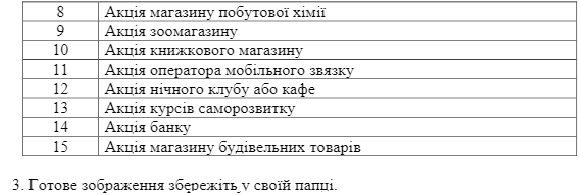 8 Акція магазину побутової хімії
9 Акція зоомагазину
10 Акція книжкового магазину
11 Акція оператора мобільного звязку
12 Акція нічного клубу або кафе
13 Акція курсів саморозвитку
14 Акція банку
15 Акція магазину будівельних товарів
3. Готове зображення збережіть у своїй папці.